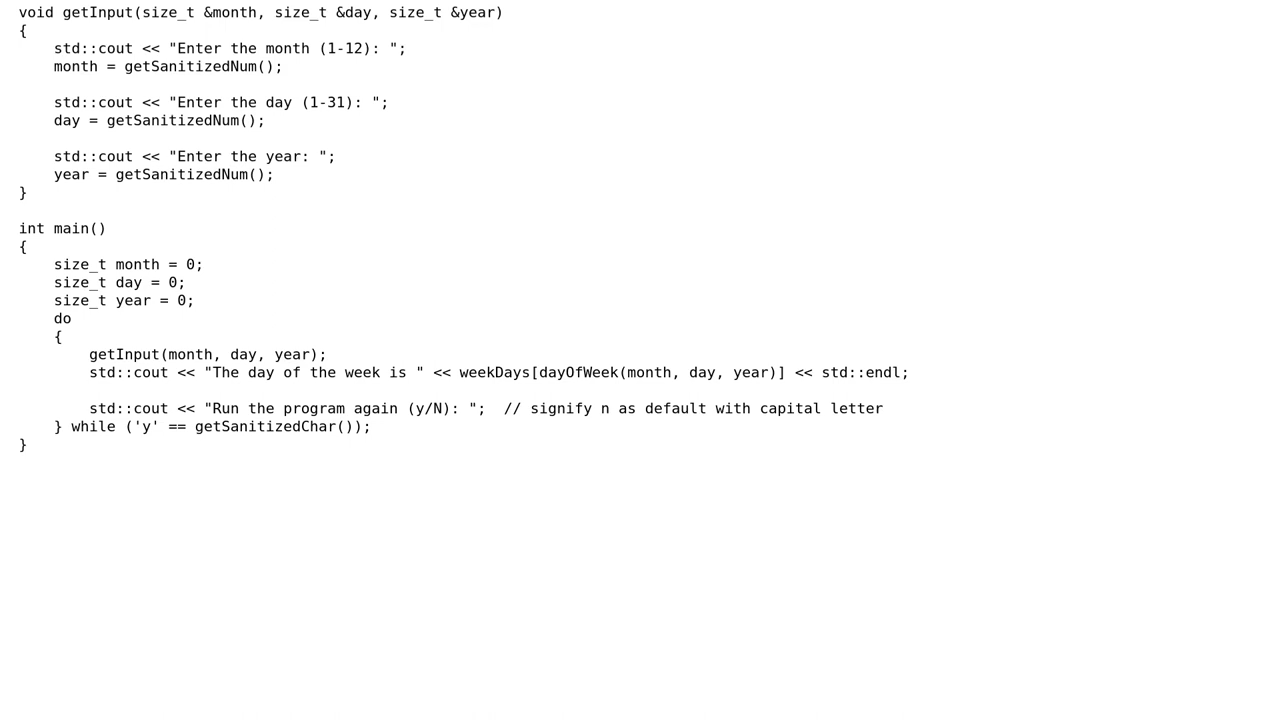 void getInput(size_t &month, size_t &day, size_t &year)
{
    std::cout << "Enter the month (1-12): ";
    month = getSanitizedNum();

    std::cout << "Enter the day (1-31): ";
    day = getSanitizedNum();

    std::cout << "Enter the year: ";
    year = getSanitizedNum();
}

int main()
{
    size_t month = 0;
    size_t day = 0;
    size_t year = 0;
    do
    {
        getInput(month, day, year);
        std::cout << "The day of the week is " << weekDays[dayOfWeek(month, day, year)] << std::endl;

        std::cout << "Run the program again (y/N): ";  // signify n as default with capital letter
    } while ('y' == getSanitizedChar());
}